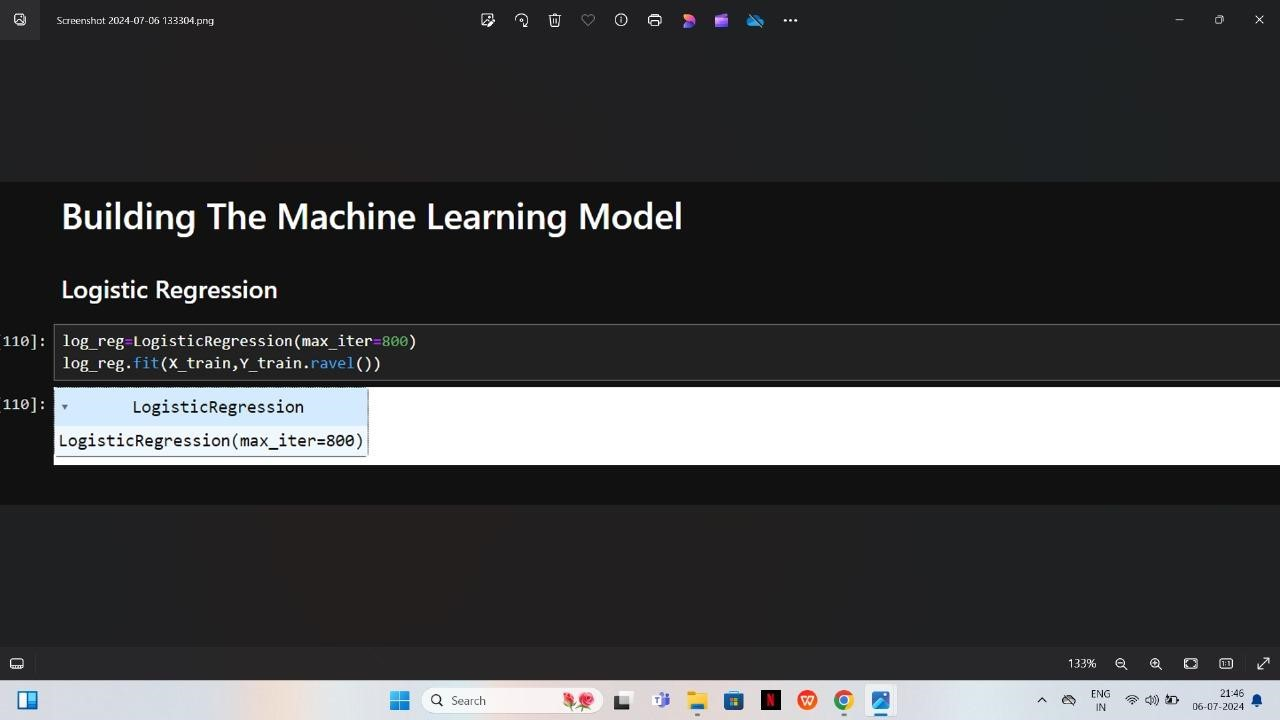 Screenshot 2024-07-06 133304.png
Building The Machine Learning Model
Logistic Regression
[110]:
log_reg=LogisticRegression(max_iter=800)
log_reg.fit(X_train,Y_train.ravel())
[110]:
LogisticRegression
LogisticRegression(max_iter=800)
133%
Search
ENG
IN
21:46
06-07-2024